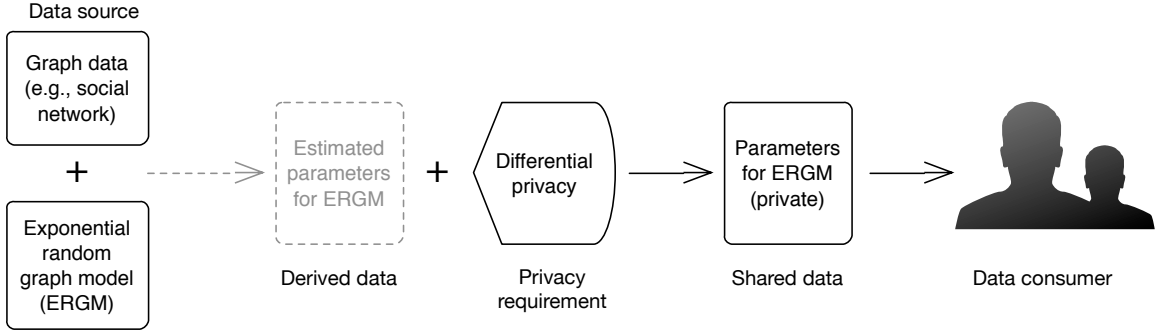 Data source
Graph data
(e.g., social
network)
+
Exponential
random
graph model
(ERGM)
Estimated
parameters
for ERGM
Derived data
+
Differential
privacy
Privacy
requirement
Parameters
for ERGM
(private)
Shared data
Data consumer